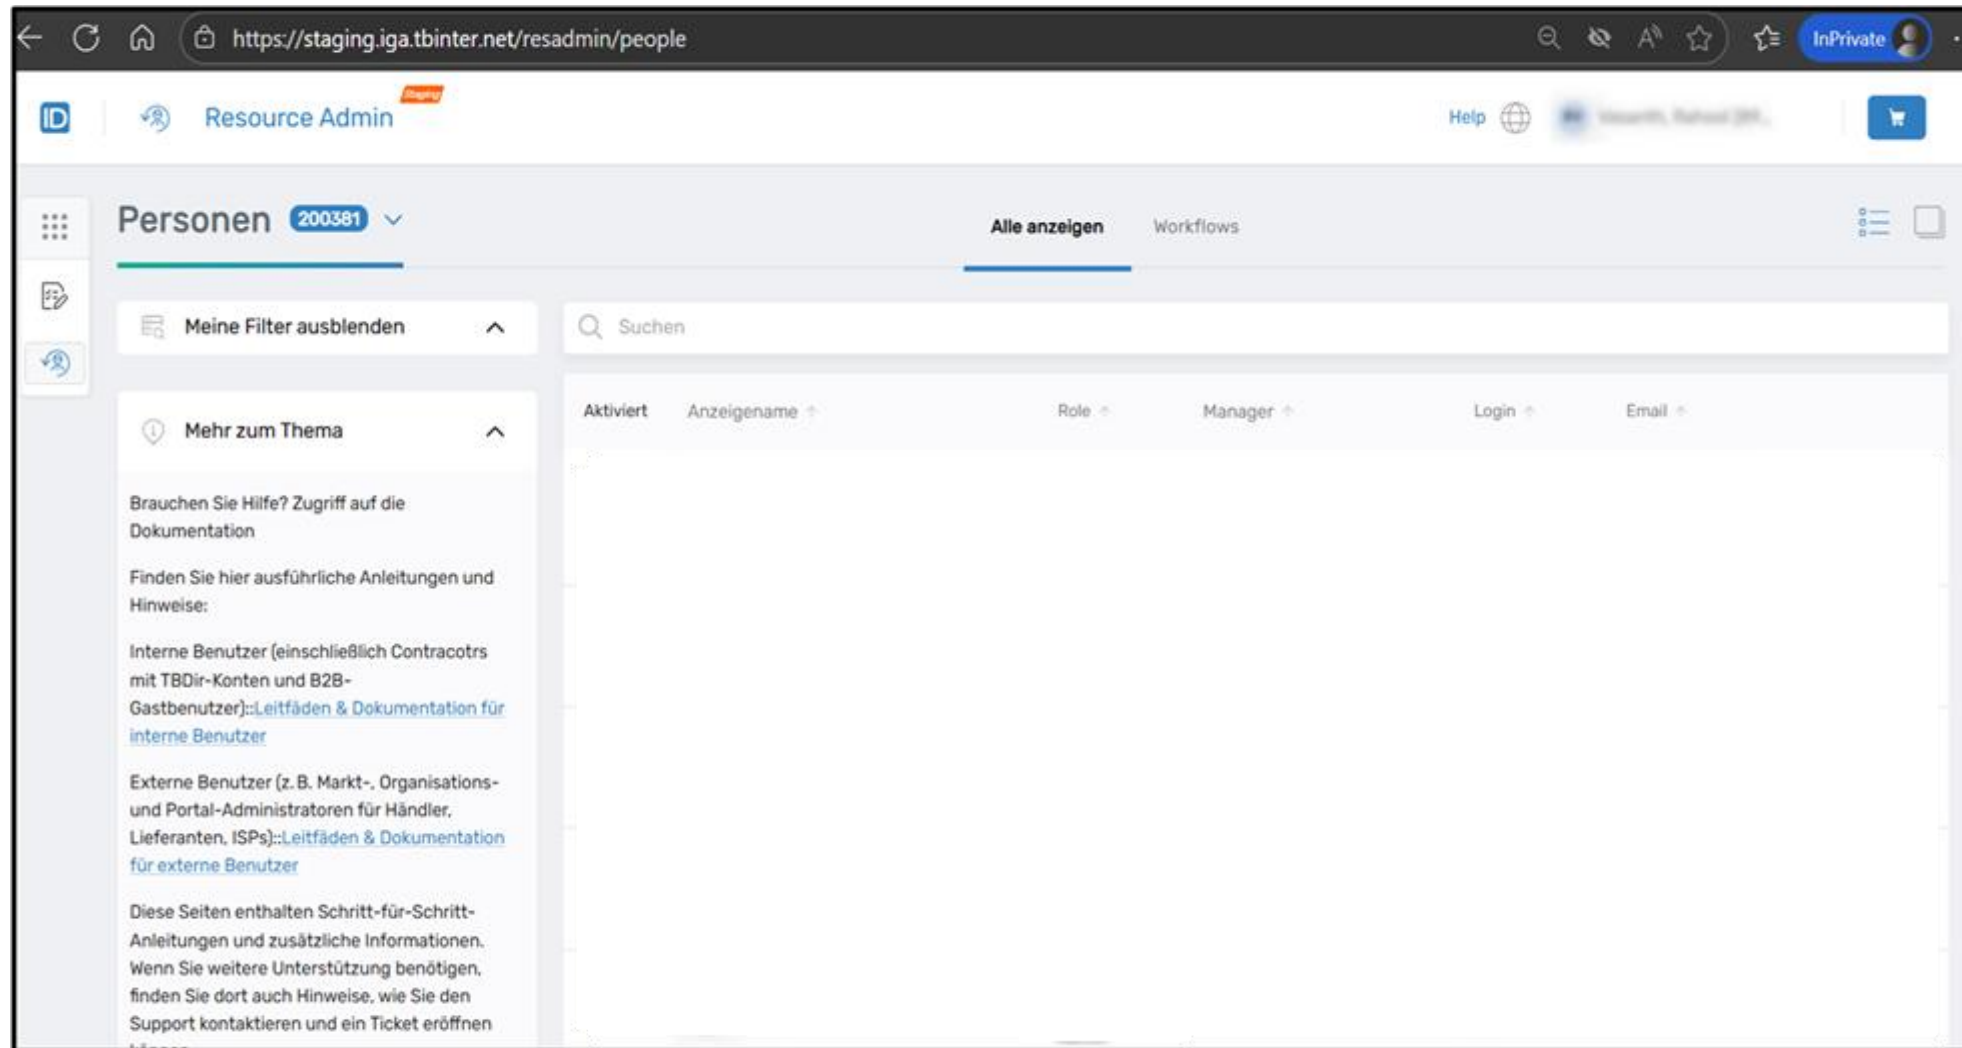 https://staging.iga.tbinter.net/resadmin/people
InPrivate
ID
Resource Admin
Staging
Help
Personen 200381
Alle anzeigen
Workflows
Meine Filter ausblenden
Suchen
Mehr zum Thema
Aktiviert
Anzeigename
Role
Manager
Login
Email
Brauchen Sie Hilfe? Zugriff auf die
Dokumentation
Finden Sie hier ausführliche Anleitungen und
Hinweise:
Interne Benutzer (einschließlich Contracotrs
mit TBDir-Konten und B2B-
Gastbenutzer)::Leitfäden & Dokumentation für
interne Benutzer
Externe Benutzer (z. B. Markt-, Organisations-
und Portal-Administratoren für Händler,
Lieferanten, ISPs)::Leitfäden & Dokumentation
für externe Benutzer
Diese Seiten enthalten Schritt-für-Schritt-
Anleitungen und zusätzliche Informationen.
Wenn Sie weitere Unterstützung benötigen,
finden Sie dort auch Hinweise, wie Sie den
Support kontaktieren und ein Ticket eröffnen